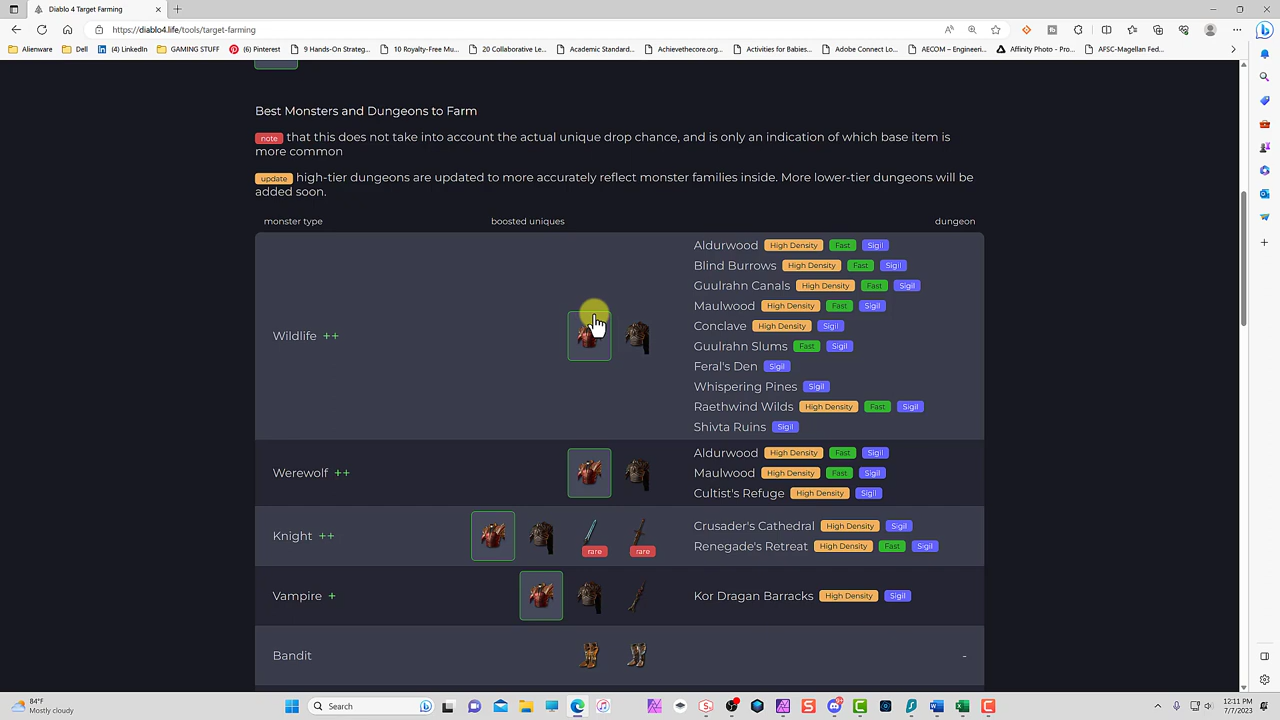 Diablo 4 Target Farming
https://diablo4.life/tools/target-farming
Alienware
Dell
(4) LinkedIn
GAMING STUFF
(2) Pinterest
9 Hands-On Strateg...
10 Royalty-Free Mu...
20 Collaborative Le...
Academic Standard...
Achievethecore.org...
Activities for Babies...
Adobe Connect Lo...
AECOM – Engineeri...
Affinity Photo - Pro...
AFSC-Magellan Fed...
Best Monsters and Dungeons to Farm
note that this does not take into account the actual unique drop chance, and is only an indication of which base item is
more common
update high-tier dungeons are updated to more accurately reflect monster families inside. More lower-tier dungeons will be
added soon.
monster type boosted uniques dungeon
Wildlife ++
Aldurwood High Density Fast Sigil
Blind Burrows High Density Fast Sigil
Guulrahn Canals High Density Fast Sigil
Maulwood High Density Fast Sigil
Conclave High Density Sigil
Guulrahn Slums Fast Sigil
Feral's Den Sigil
Whispering Pines Sigil
Raethwind Wilds High Density Fast Sigil
Shivta Ruins Sigil
Werewolf ++
Aldurwood High Density Fast Sigil
Maulwood High Density Fast Sigil
Cultist's Refuge High Density Sigil
Knight ++
rare rare
Crusader's Cathedral High Density Sigil
Renegade's Retreat High Density Fast Sigil
Vampire +
Kor Dragan Barracks High Density Sigil
Bandit -
84°F
Mostly cloudy
Search
12:11 PM
7/7/2023